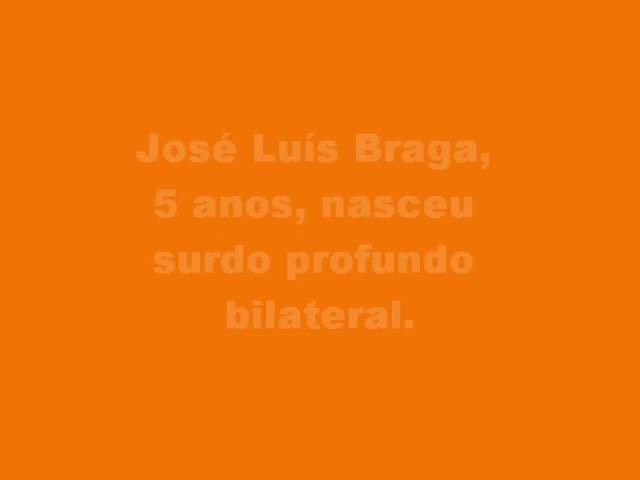 José Luís Braga,
5 anos, nasceu
surdo profundo
bilateral.